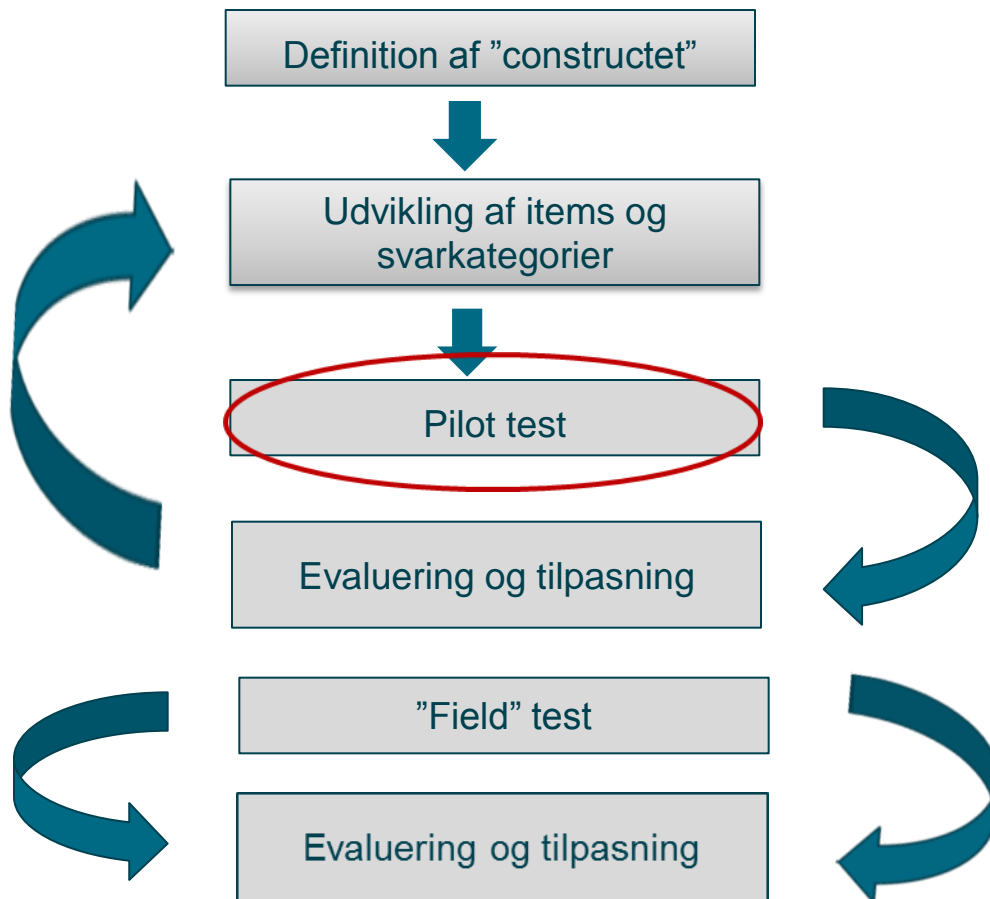 Definition af ”constructet”
Udvikling af items og
svarkategorier
Pilot test
Evaluering og tilpasning
”Field” test
Evaluering og tilpasning